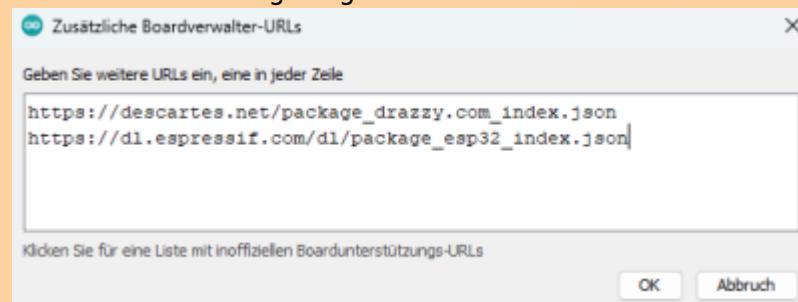 Zusätzliche Boardverwalter-URLs
Geben Sie weitere URLs ein, eine in jeder Zeile
https://descartes.net/package_drazzy.com_index.json
https://dl.espressif.com/dl/package_esp32_index.json
Klicken Sie für eine Liste mit inoffiziellen Boardunterstützungs-URLs
OK Abbruch